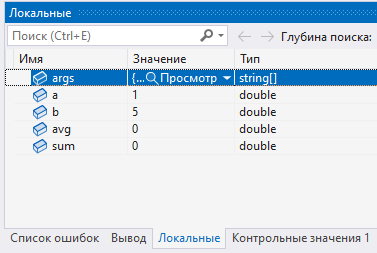 Локальные
Поиск (Ctrl+E) Глубина поиска:
Имя Значение Тип
args {... Просмотр string[]
a 1 double
b 5 double
avg 0 double
sum 0 double
Список ошибок Вывод Локальные Контрольные значения 1